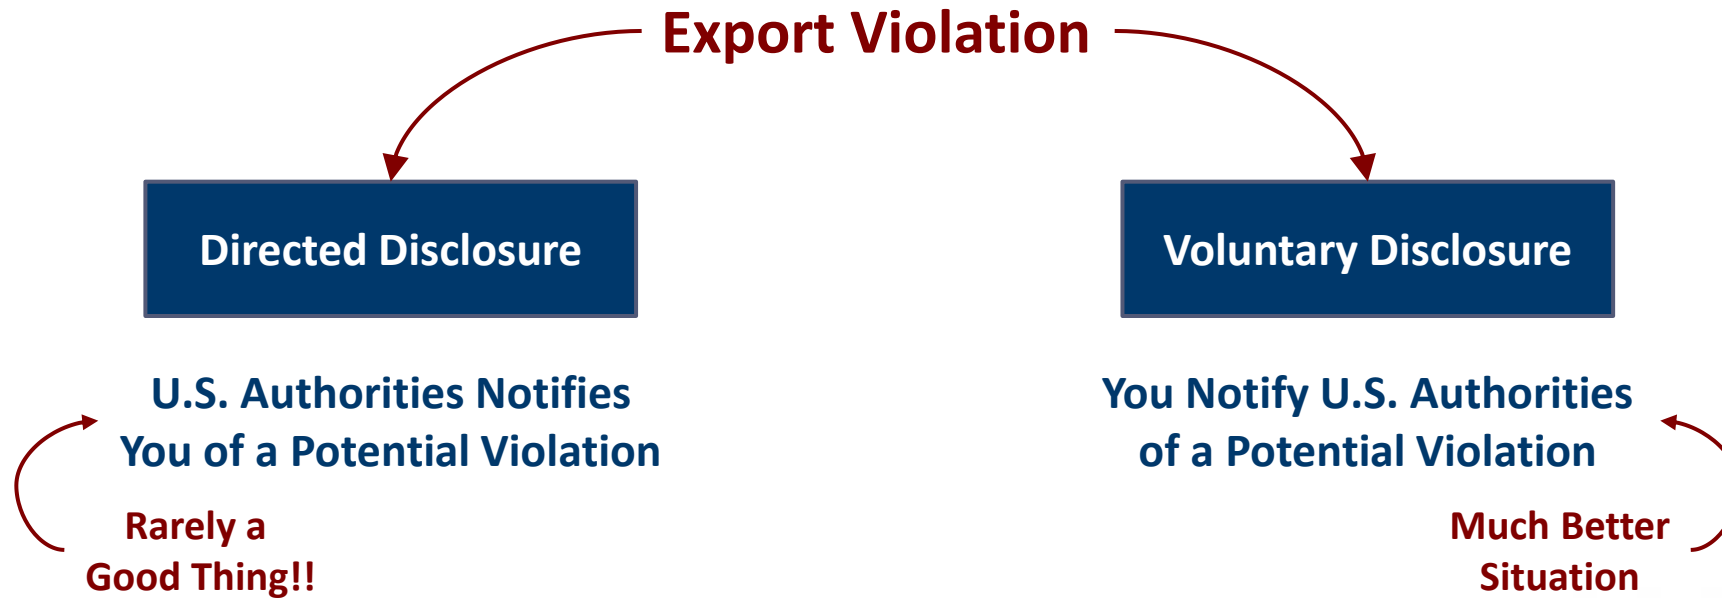 Export Violation
Directed Disclosure
Voluntary Disclosure
U.S. Authorities Notifies
You of a Potential Violation
You Notify U.S. Authorities
of a Potential Violation
Rarely a
Good Thing!!
Much Better
Situation